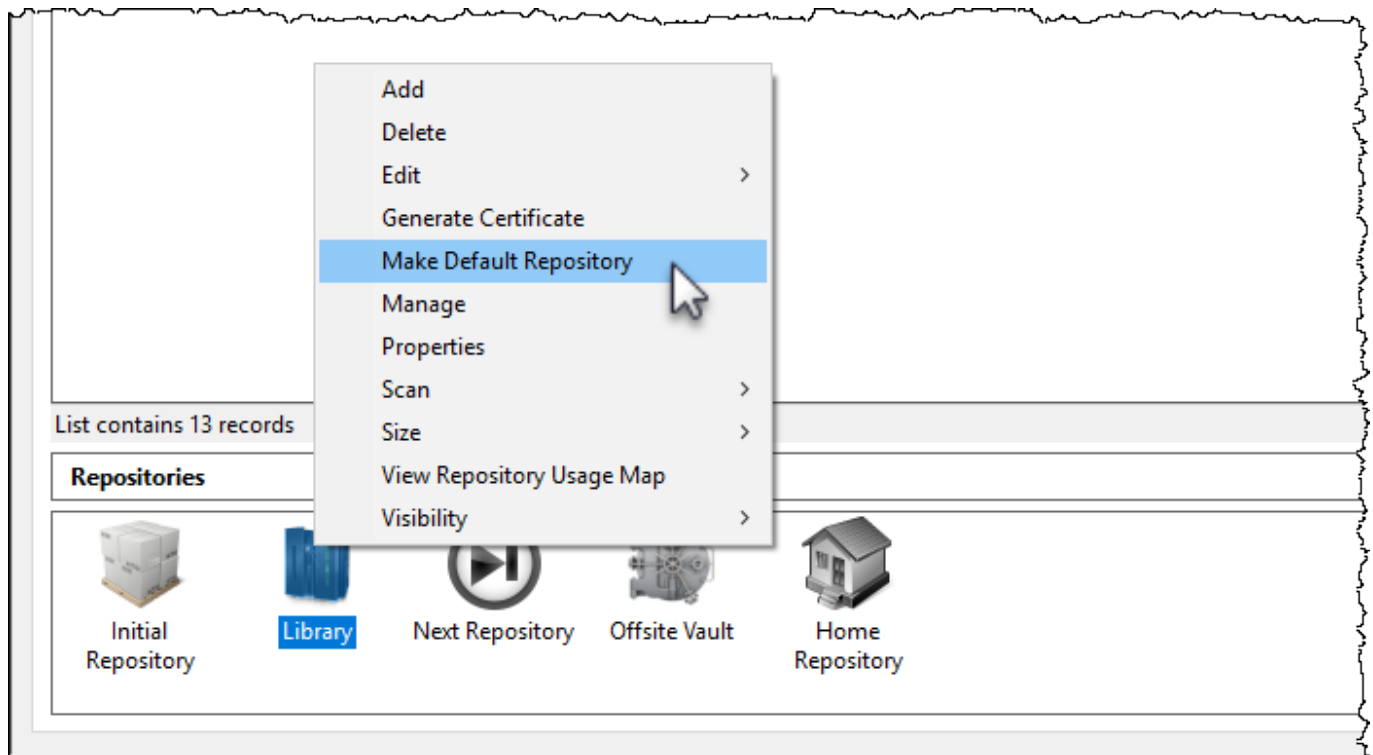 Add
Delete
Edit
Generate Certificate
Make Default Repository
Manage
Properties
Scan
List contains 13 records
Size
Repositories
View Repository Usage Map
Visibility
Initial
Repository
Library
Next Repository
Offsite Vault
Home
Repository